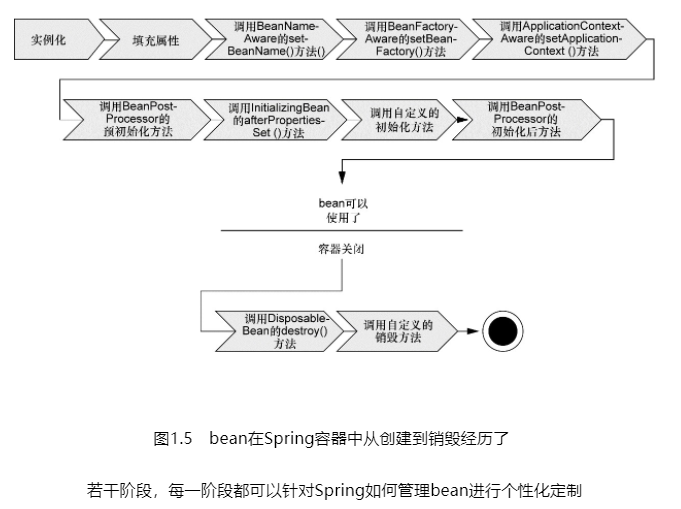 实例化
填充属性
调用BeanName-
Aware的set-
BeanName()方法()
调用BeanFactory-
Aware的setBean-
Factory()方法
调用ApplicationContext-
Aware的setApplication-
Context ()方法
调用BeanPost-
Processor的
预初始化方法
调用InitializingBean
的afterProperties-
Set ()方法
调用自定义的
初始化方法
调用BeanPost-
Processor的
初始化后方法
bean可以
使用了
容器关闭
调用Disposable-
Bean的destroy()
方法
调用自定义的
销毁方法
图1.5 bean在Spring容器中从创建到销毁经历了
若干阶段，每一阶段都可以针对Spring如何管理bean进行个性化定制